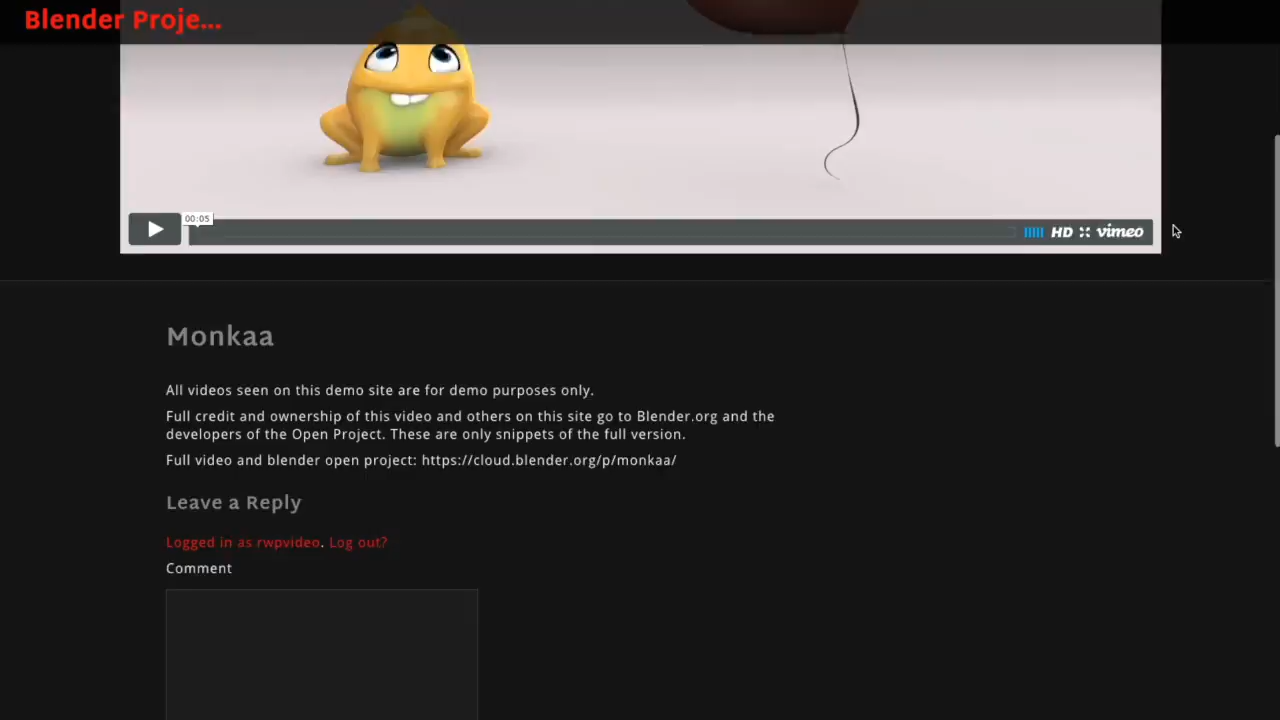 Blender Proje...
00:05
HD vimeo
Monkaa
All videos seen on this demo site are for demo purposes only.
Full credit and ownership of this video and others on this site go to Blender.org and the
developers of the Open Project. These are only snippets of the full version.
Full video and blender open project: https://cloud.blender.org/p/monkaa/
Leave a Reply
Logged in as rwpvideo. Log out?
Comment